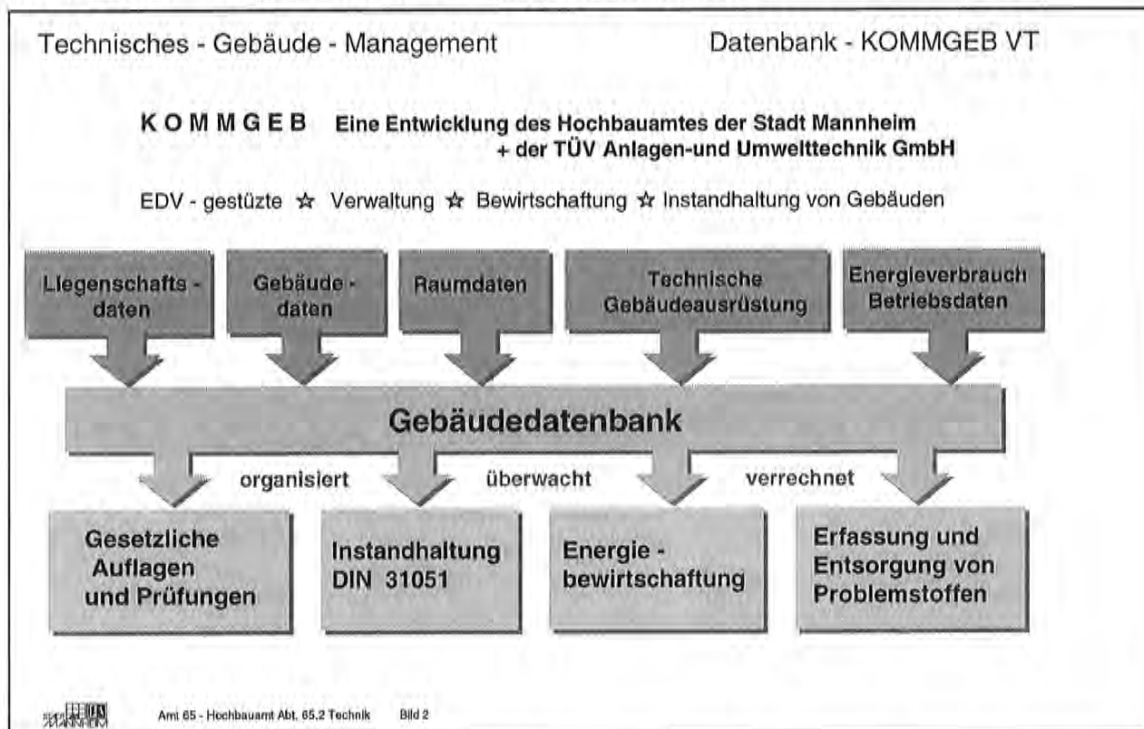 Technisches - Gebäude - Management Datenbank - KOMMGEB VT
K O M M G E B Eine Entwicklung des Hochbauamtes der Stadt Mannheim
+ der TÜV Anlagen-und Umwelttechnik GmbH
EDV - gestützte ☆ Verwaltung ☆ Bewirtschaftung ☆ Instandhaltung von Gebäuden
Liegenschafts -
daten
Gebäude -
daten
Raumdaten
Technische
Gebäudeausrüstung
Energieverbrauch
Betriebsdaten
Gebäudedatenbank
organisiert überwacht verrechnet
Gesetzliche
Auflagen
und Prüfungen
Instandhaltung
DIN 31051
Energie -
bewirtschaftung
Erfassung und
Entsorgung von
Problemstoffen
MANNHEIM
Amt 65 - Hochbauamt Abt. 65.2 Technik Bild 2